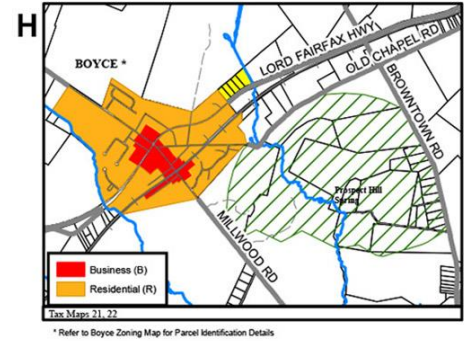 H
BOYCE *
LORD FAIRFAX HWY
OLD CHAPEL RD
BROWNTOWN RD
Prospect Hill
Spring
MILLWOOD RD
Business (B)
Residential (R)
Tax Maps 21, 22
* Refer to Boyce Zoning Map for Parcel Identification Details